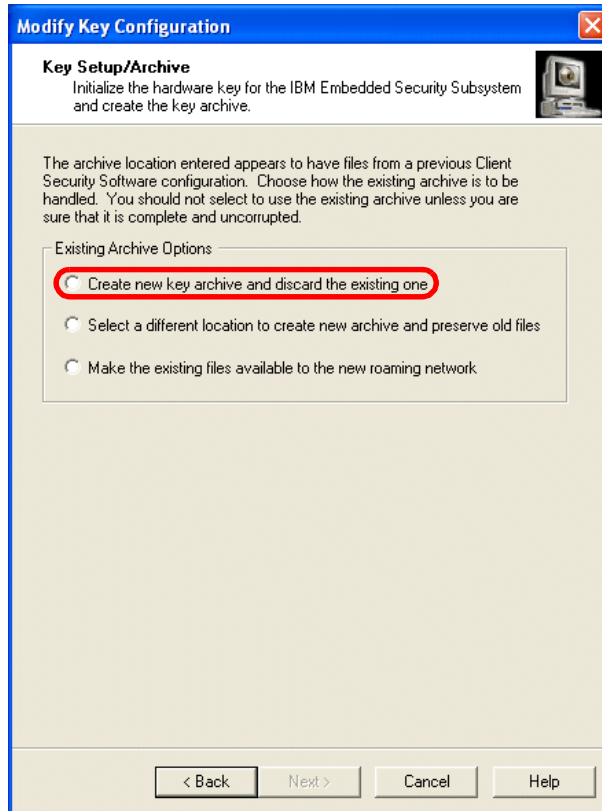 Modify Key Configuration
Key Setup/Archive
Initialize the hardware key for the IBM Embedded Security Subsystem
and create the key archive.
The archive location entered appears to have files from a previous Client
Security Software configuration.  Choose how the existing archive is to be
handled.  You should not select to use the existing archive unless you are
sure that it is complete and uncorrupted.
Existing Archive Options
Create new key archive and discard the existing one
Select a different location to create new archive and preserve old files
Make the existing files available to the new roaming network
< Back
Next >
Cancel
Help